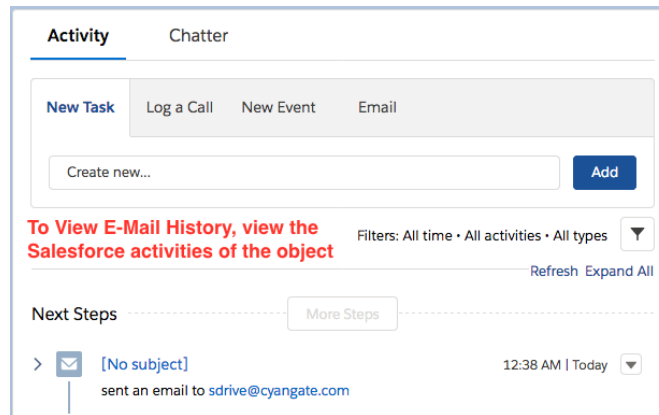 Activity Chatter
New Task Log a Call New Event Email
Create new... Add
To View E-Mail History, view the
Salesforce activities of the object
Filters: All time • All activities • All types
Refresh Expand All
Next Steps More Steps
[No subject] 12:38 AM | Today
sent an email to sdrive@cyangate.com